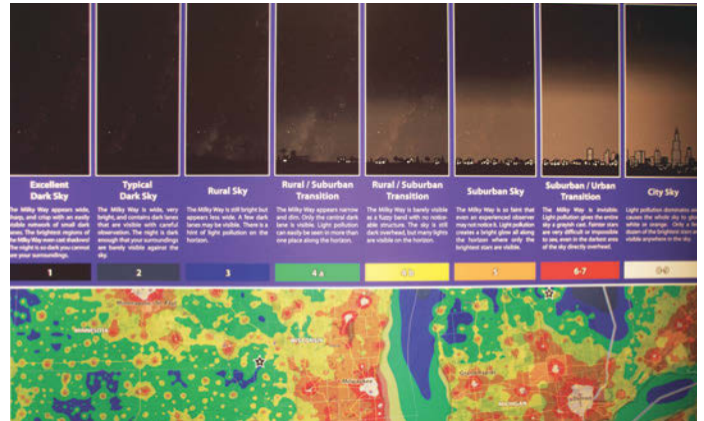 Excellent
Dark Sky
The Milky Way appears wide,
sharp, and crisp with an easily
visible network of small dark
lanes. The brightest regions of
the Milky Way even cast shadows!
The night is so dark you cannot
see your surroundings.
1
Typical
Dark Sky
The Milky Way is wide, very
bright, and contains dark lanes
that are visible with careful
observation. The night is dark
enough that your surroundings
are barely visible against the
sky.
2
Rural Sky
The Milky Way is still bright but
appears less wide. A few dark
lanes may be visible. There is a
hint of light pollution on the
horizon.
3
Rural / Suburban
Transition
The Milky Way appears narrow
and dim. Only the central dark
lane is visible. Light pollution
can easily be seen in more than
one place along the horizon.
4 a
Rural / Suburban
Transition
The Milky Way is barely visible
as a fuzzy band with no notice-
able structure. The sky is still
dark overhead, but many lights
are visible on the horizon.
4 b
Suburban Sky
The Milky Way is so faint that
even an experienced observer
may not notice it. Light pollution
creates a bright glow all along
the horizon where only the
brightest stars are visible.
5
Suburban / Urban
Transition
The Milky Way is invisible.
Light pollution gives the entire
sky a grayish cast. Fainter stars
are very difficult or impossible
to see, even in the darkest area
of the sky directly overhead.
6-7
City Sky
Light pollution dominates and
causes the whole sky to glow
white or orange. Only a few
dozen of the brightest stars are
visible anywhere in the sky.
8-9
MINNESOTA
WISCONSIN
Milwaukee
MICHIGAN